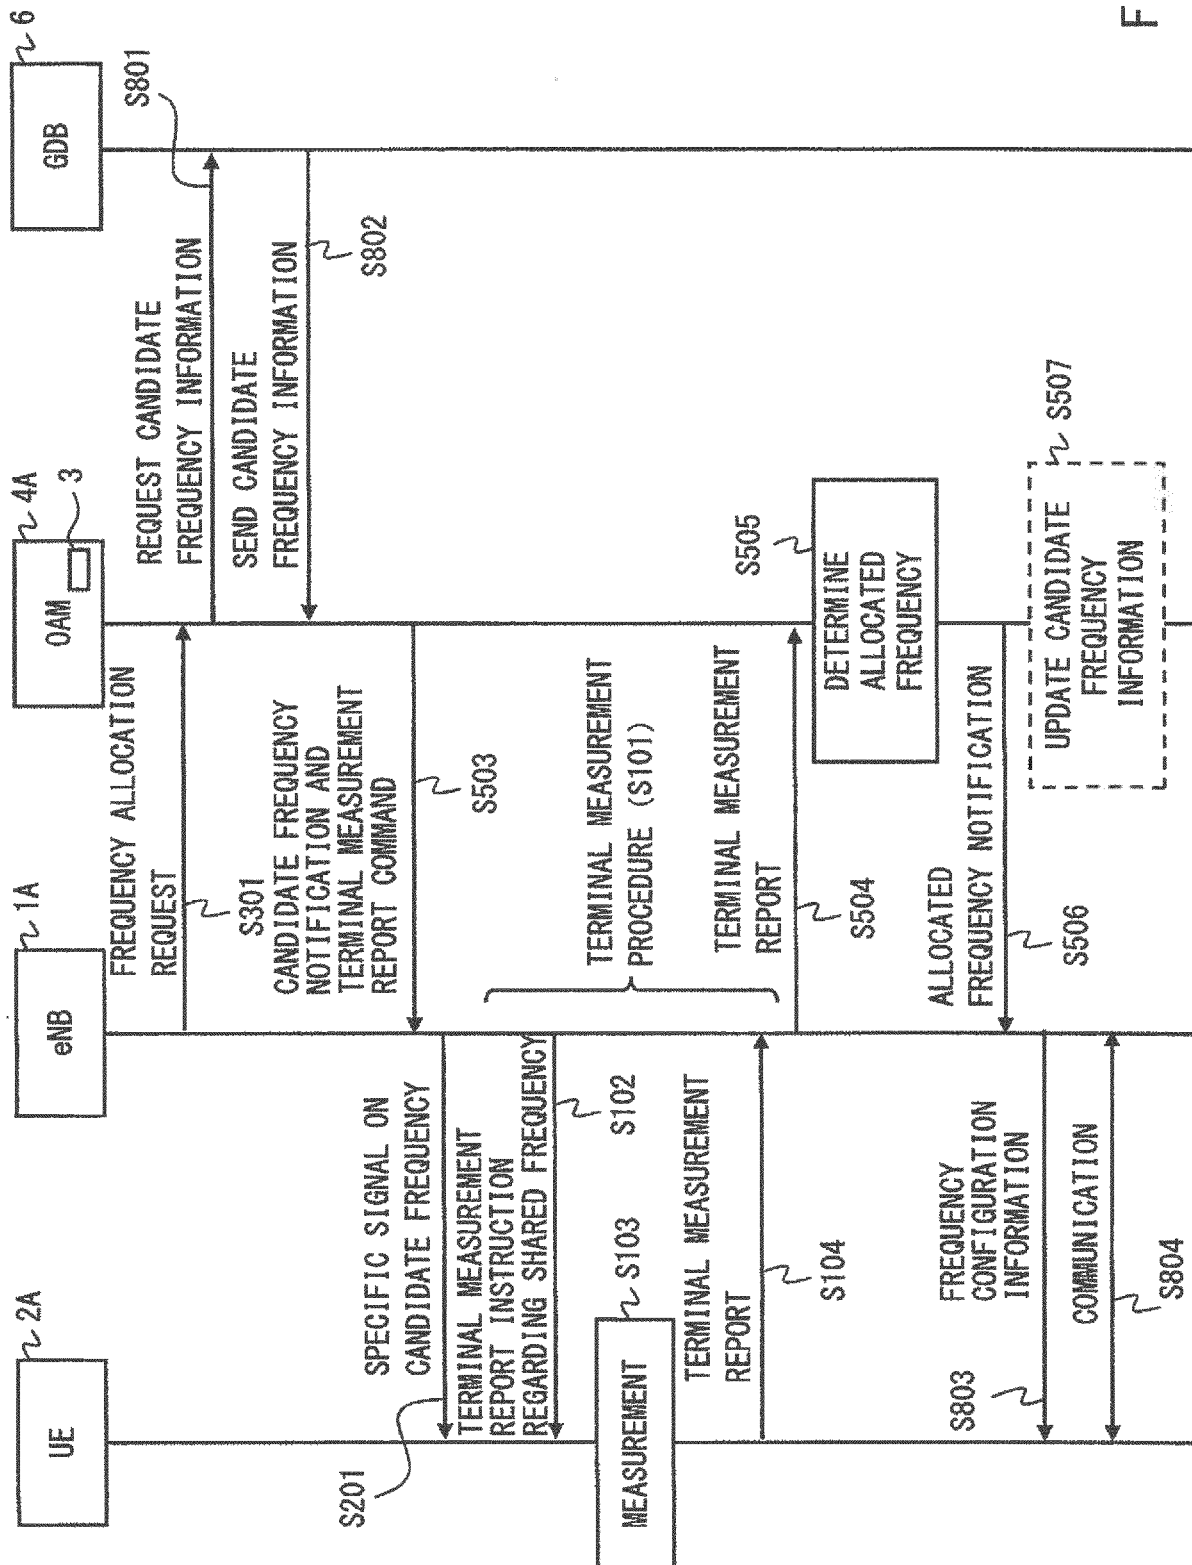 UE
2A
eNB
1A
OAM
4A
3
GDB
6
FREQUENCY ALLOCATION
REQUEST
S301
REQUEST CANDIDATE
FREQUENCY INFORMATION
S801
SEND CANDIDATE
FREQUENCY INFORMATION
S802
CANDIDATE FREQUENCY
NOTIFICATION AND
TERMINAL MEASUREMENT
REPORT COMMAND
S503
SPECIFIC SIGNAL ON
CANDIDATE FREQUENCY
S201
TERMINAL MEASUREMENT
REPORT INSTRUCTION
REGARDING SHARED FREQUENCY
S102
TERMINAL MEASUREMENT
PROCEDURE (S101)
MEASUREMENT
S103
TERMINAL MEASUREMENT
REPORT
S104
TERMINAL MEASUREMENT
REPORT
S504
DETERMINE
ALLOCATED
FREQUENCY
S505
ALLOCATED
FREQUENCY NOTIFICATION
S506
UPDATE CANDIDATE
FREQUENCY
INFORMATION
S507
FREQUENCY
CONFIGURATION
INFORMATION
S803
COMMUNICATION
S804
F